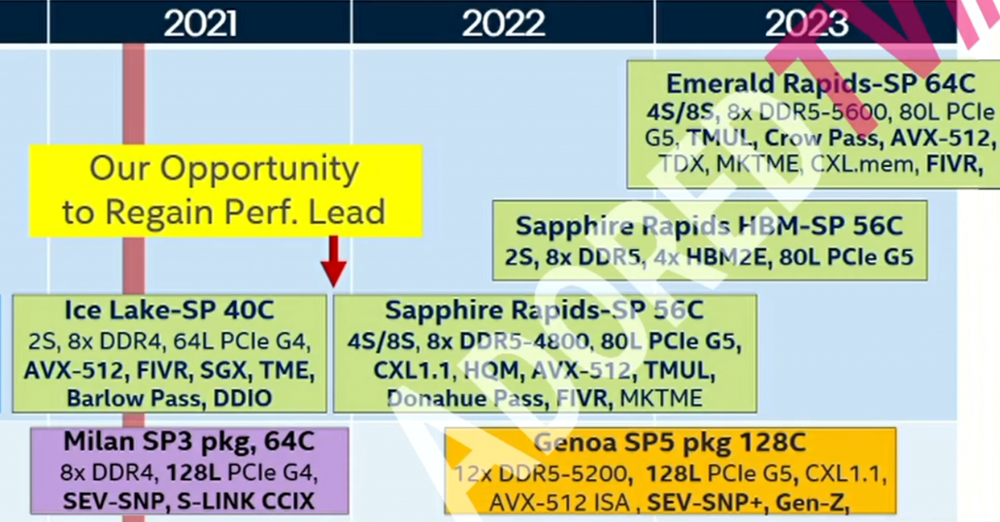 2021 2022 2023
Emerald Rapids-SP 64C
4S/8S, 8x DDR5-5600, 80L PCIe
G5, TMUL, Crow Pass, AVX-512,
TDX, MKTME, CXL.mem, FIVR,
Our Opportunity
to Regain Perf. Lead
Sapphire Rapids HBM-SP 56C
2S, 8x DDR5, 4x HBM2E, 80L PCIe G5
Ice Lake-SP 40C
2S, 8x DDR4, 64L PCIe G4,
AVX-512, FIVR, SGX, TME,
Barlow Pass, DDIO
Sapphire Rapids-SP 56C
4S/8S, 8x DDR5-4800, 80L PCIe G5,
CXL1.1, HQM, AVX-512, TMUL,
Donahue Pass, FIVR, MKTME
Milan SP3 pkg, 64C
8x DDR4, 128L PCIe G4,
SEV-SNP, S-LINK CCIX
Genoa SP5 pkg 128C
12x DDR5-5200, 128L PCIe G5, CXL1.1,
AVX-512 ISA, SEV-SNP+, Gen-Z,
ADOREDTV